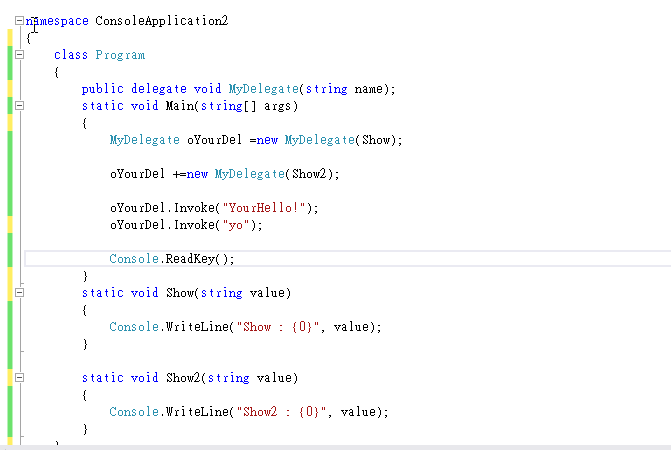 namespace ConsoleApplication2
{
class Program
{
public delegate void MyDelegate(string name);
static void Main(string[] args)
{
MyDelegate oYourDel =new MyDelegate(Show);
oYourDel +=new MyDelegate(Show2);
oYourDel.Invoke("YourHello!");
oYourDel.Invoke("yo");
Console.ReadKey();
}
static void Show(string value)
{
Console.WriteLine("Show : {0}", value);
}
static void Show2(string value)
{
Console.WriteLine("Show2 : {0}", value);
}